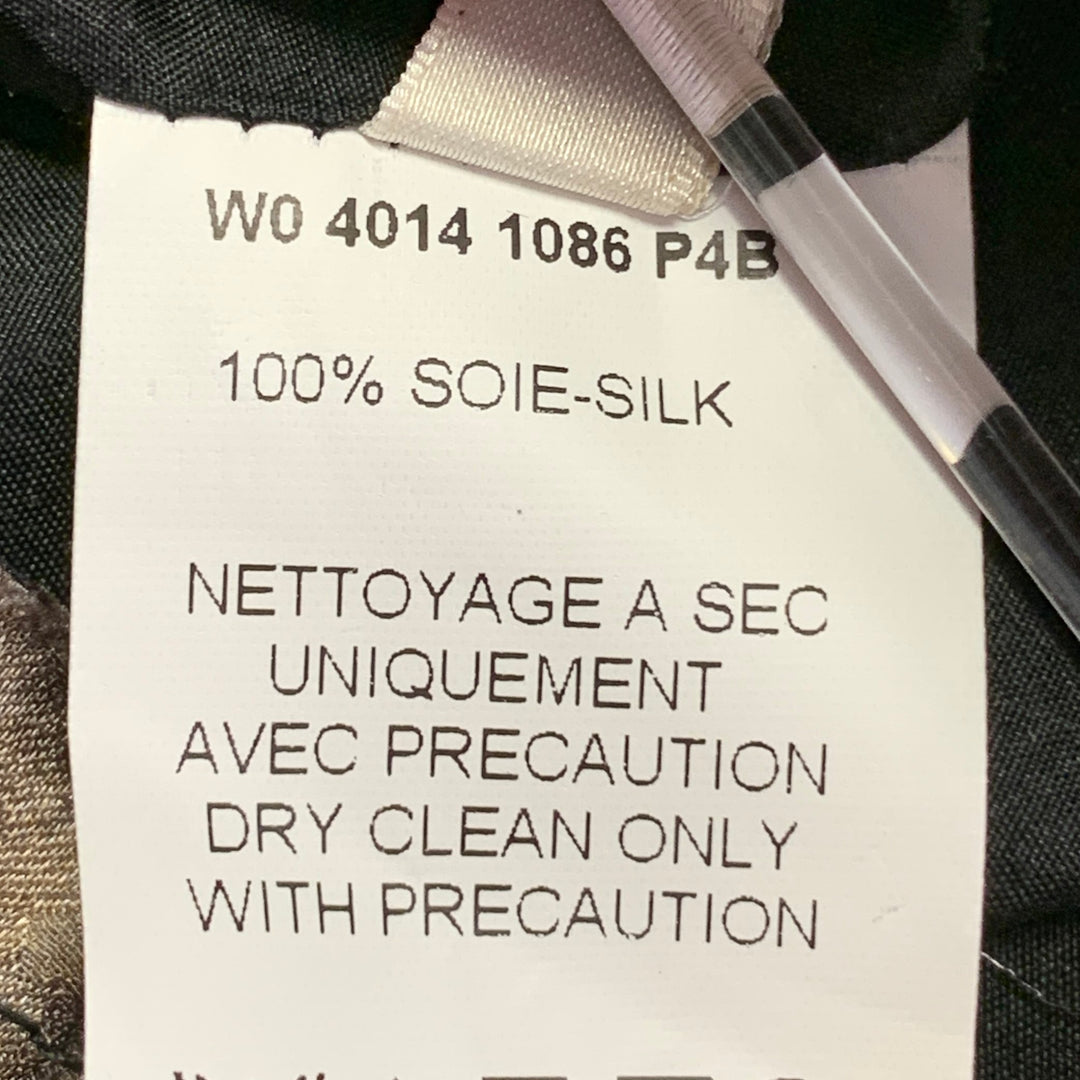 W0 4014 1086 P4B
100% SOIE-SILK
NETTOYAGE A SEC
UNIQUEMENT
AVEC PRECAUTION
DRY CLEAN ONLY
WITH PRECAUTION